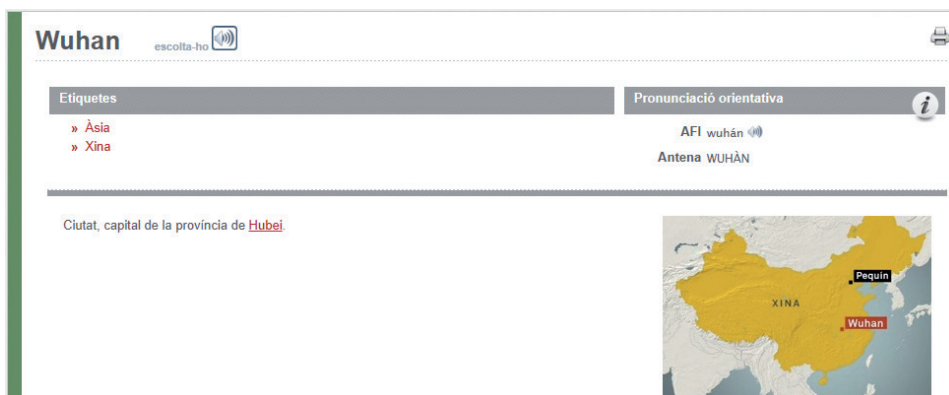 Wuhan escolta-ho
Etiquetes
» Àsia
» Xina
Pronunciació orientativa i
AFI wuhán
Antena WUHÀN
Ciutat, capital de la província de Hubei.
Pequín
XINA
Wuhan